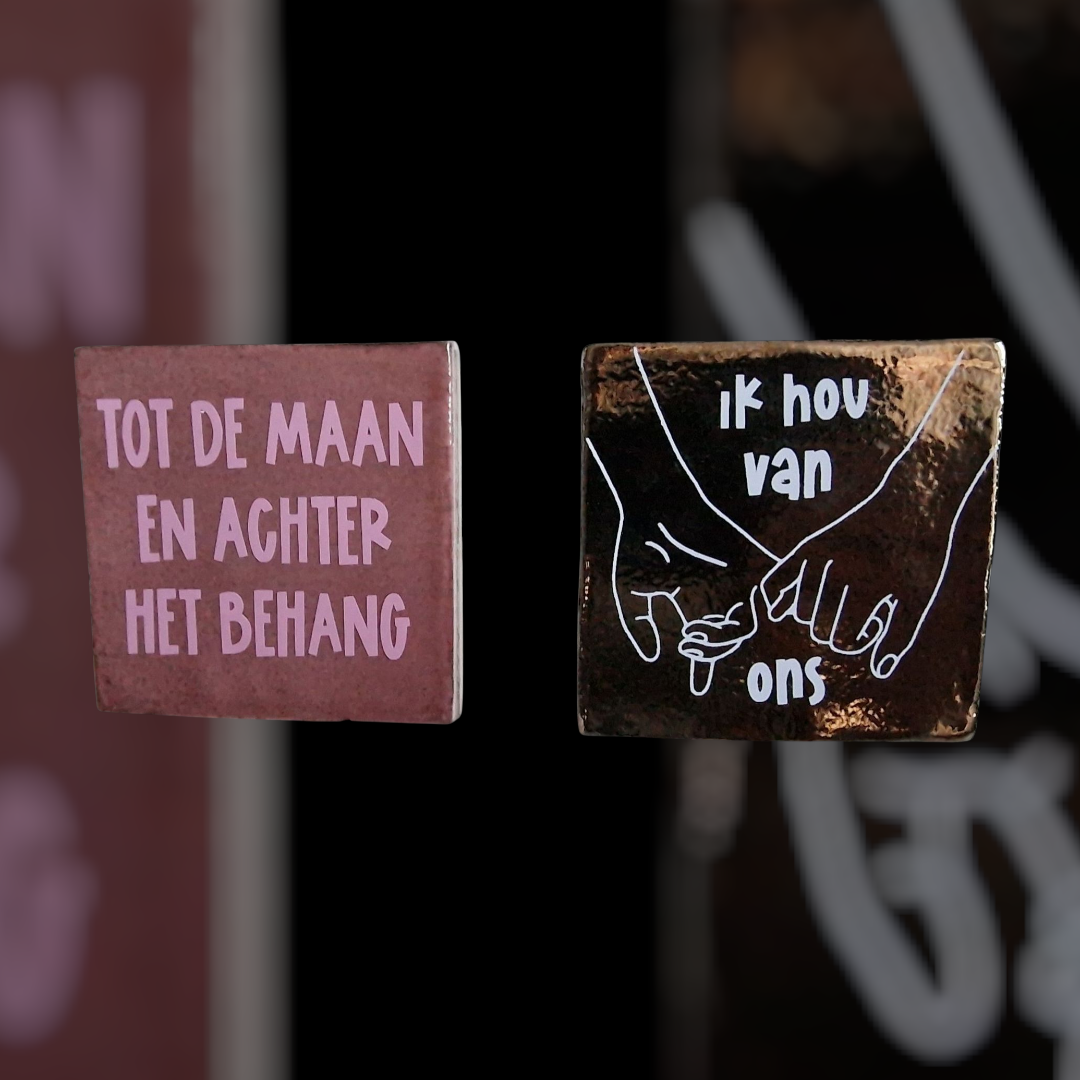 TOT DE MAAN
EN ACHTER
HET BEHANG
ik hou
van
ons